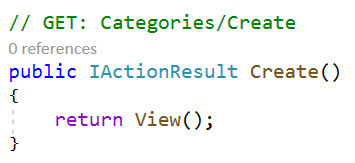 // GET: Categories/Create
0 references
public IActionResult Create()
{
    return View();
}